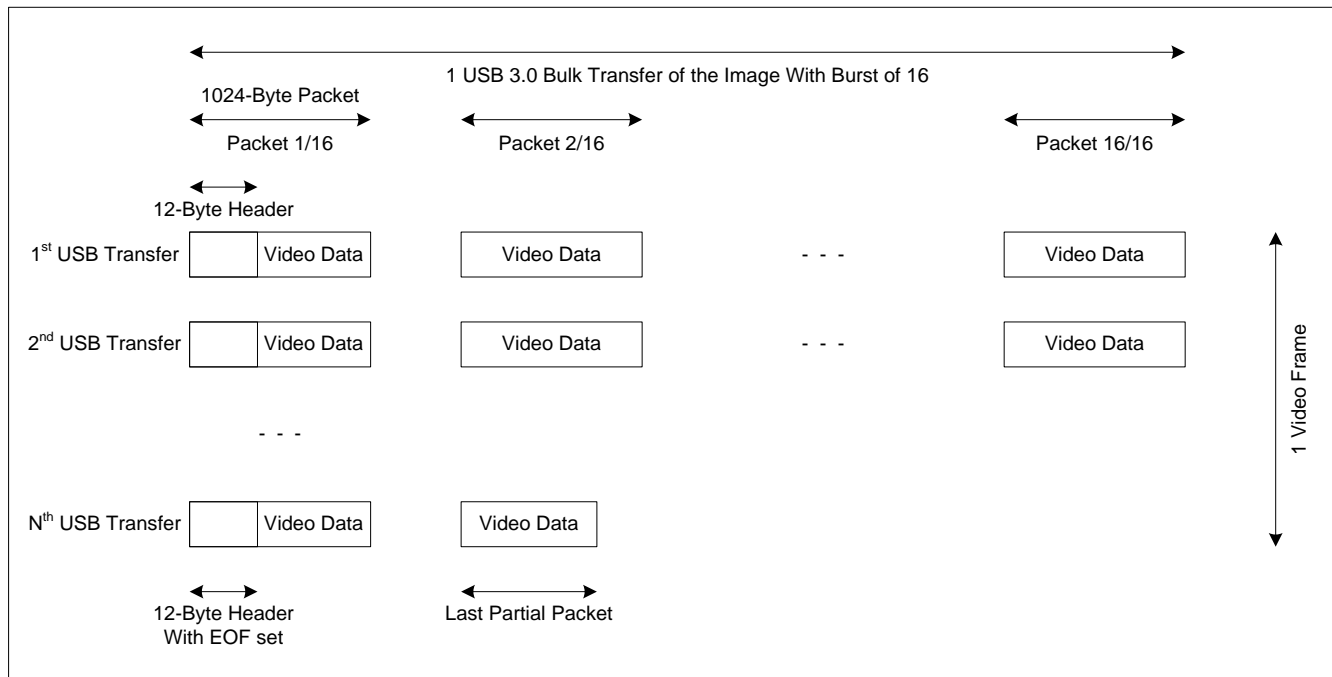 1 USB 3.0 Bulk Transfer of the Image With Burst of 16
1024-Byte Packet
Packet 1/16
Packet 2/16
Packet 16/16
12-Byte Header
1st USB Transfer
Video Data
Video Data
- - -
Video Data
2nd USB Transfer
Video Data
Video Data
- - -
Video Data
1 Video Frame
- - -
Nth USB Transfer
Video Data
Video Data
12-Byte Header
With EOF set
Last Partial Packet